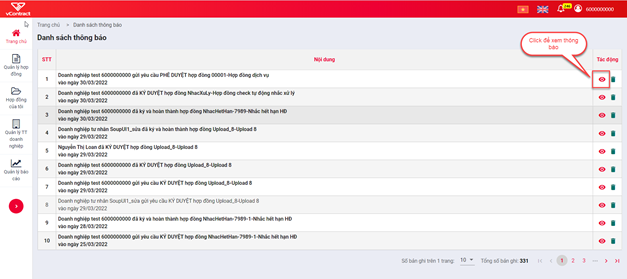 vContract
240
6000000000
Trang chủ > Danh sách thông báo
Danh sách thông báo
Click để xem thông báo
Trang chủ
Quản lý hợp đồng
Hợp đồng của tôi
Quản lý TT doanh nghiệp
Quản lý báo cáo
STT Nội dung Tác động
1 Doanh nghiệp test 6000000000 gửi yêu cầu PHÊ DUYỆT hợp đồng 00001-Hợp đồng dịch vụ
vào ngày 30/03/2022
2 Doanh nghiệp test 6000000000 đã KÝ DUYỆT hợp đồng NhacXuLy-Hợp đồng check tự động nhắc xử lý
vào ngày 30/03/2022
3 Doanh nghiệp test 6000000000 đã ký và hoàn thành hợp đồng NhacHetHan-7989-Nhắc hết hạn HĐ
vào ngày 30/03/2022
4 Doanh nghiệp tư nhân SoupUI1_sửa đã ký và hoàn thành hợp đồng Upload_8-Upload 8
vào ngày 29/03/2022
5 Nguyễn Thị Loan đã KÝ DUYỆT hợp đồng Upload_8-Upload 8
vào ngày 29/03/2022
6 Doanh nghiệp test 6000000000 đã KÝ DUYỆT hợp đồng Upload_8-Upload 8
vào ngày 29/03/2022
7 Doanh nghiệp test 6000000000 gửi yêu cầu KÝ DUYỆT hợp đồng Upload_8-Upload 8
vào ngày 29/03/2022
8 Doanh nghiệp tư nhân SoupUI1_sửa gửi yêu cầu KÝ DUYỆT hợp đồng Upload_8-Upload 8
vào ngày 29/03/2022
9 Doanh nghiệp test 6000000000 đã ký và hoàn thành hợp đồng NhacHetHan-7989-1-Nhắc hết hạn HĐ
vào ngày 28/03/2022
10 Doanh nghiệp test 6000000000 gửi yêu cầu KÝ DUYỆT hợp đồng NhacHetHan-7989-1-Nhắc hết hạn HĐ
vào ngày 25/03/2022
Số bản ghi trên 1 trang: 10 Tổng số bản ghi: 331 1 2 3 ...